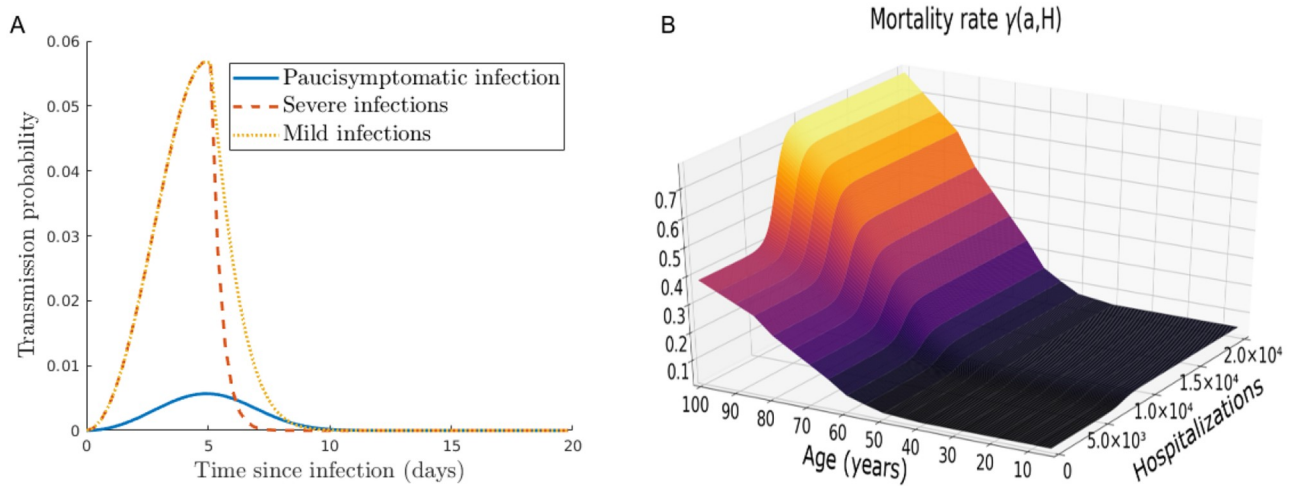 A
0.06
0.05
0.04
0.03
0.02
0.01
0
Transmission probability
0 5 10 15 20
Time since infection (days)
Paucisymptomatic infection
Severe infections
Mild infections
B
Mortality rate γ(a,H)
0.7
0.6
0.5
0.4
0.3
0.2
0.1
100 90 80 70 60 50 40 30 20 10
Age (years)
0
5.0×10³
1.0×10⁴
1.5×10⁴
2.0×10⁴
Hospitalizations